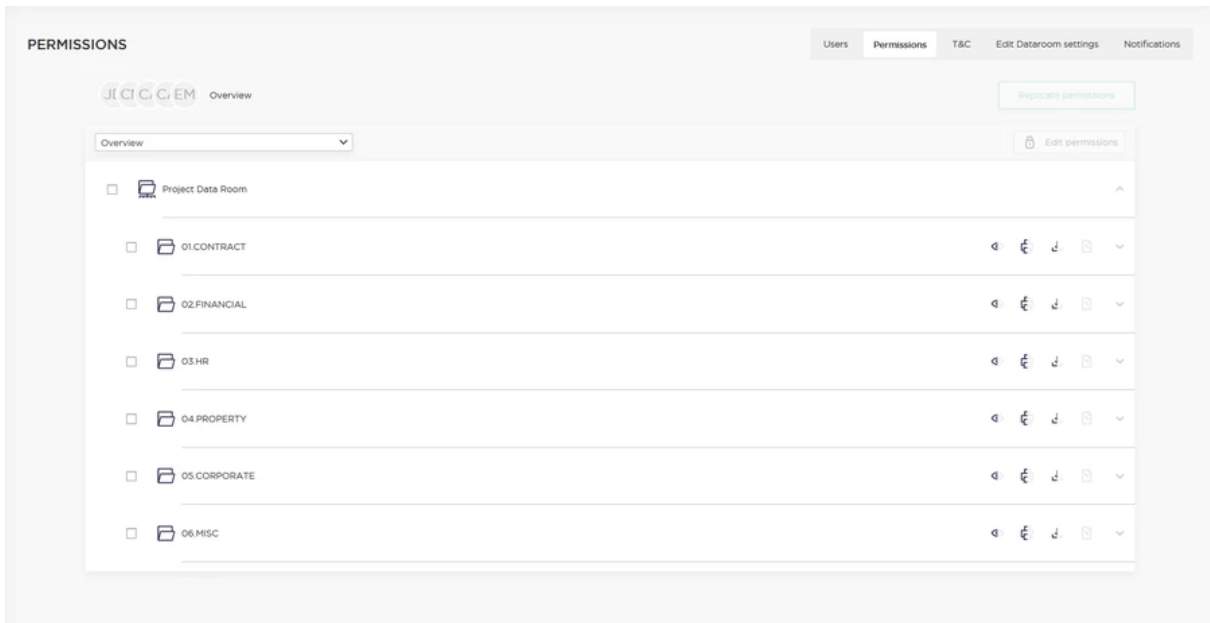 PERMISSIONS
Users Permissions T&C Edit Dataroom settings Notifications
EM Overview
Replicate permissions
Overview
Edit permissions
Project Data Room
01.CONTRACT
02.FINANCIAL
03.HR
04.PROPERTY
05.CORPORATE
06.MISC